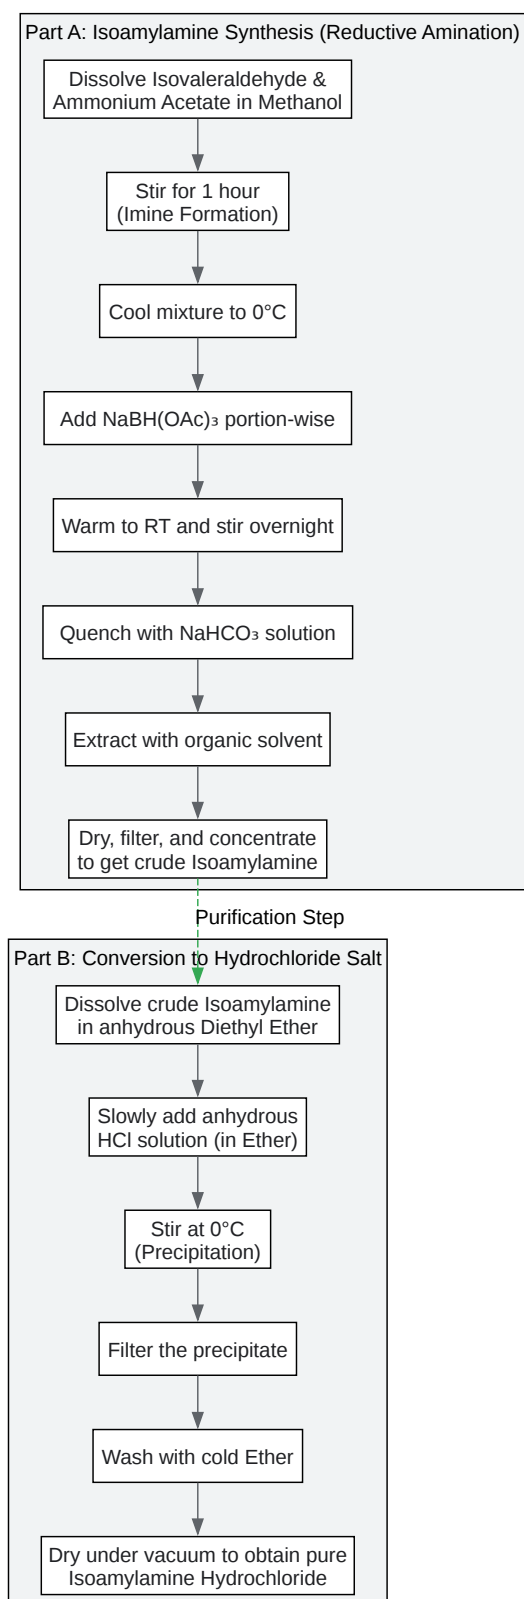 Part A: Isoamylamine Synthesis (Reductive Amination)
Dissolve Isovaleraldehyde &
Ammonium Acetate in Methanol
Stir for 1 hour
(Imine Formation)
Cool mixture to 0°C
Add NaBH(OAc)₃ portion-wise
Warm to RT and stir overnight
Quench with NaHCO₃ solution
Extract with organic solvent
Dry, filter, and concentrate
to get crude Isoamylamine
Purification Step
Part B: Conversion to Hydrochloride Salt
Dissolve crude Isoamylamine
in anhydrous Diethyl Ether
Slowly add anhydrous
HCl solution (in Ether)
Stir at 0°C
(Precipitation)
Filter the precipitate
Wash with cold Ether
Dry under vacuum to obtain pure
Isoamylamine Hydrochloride